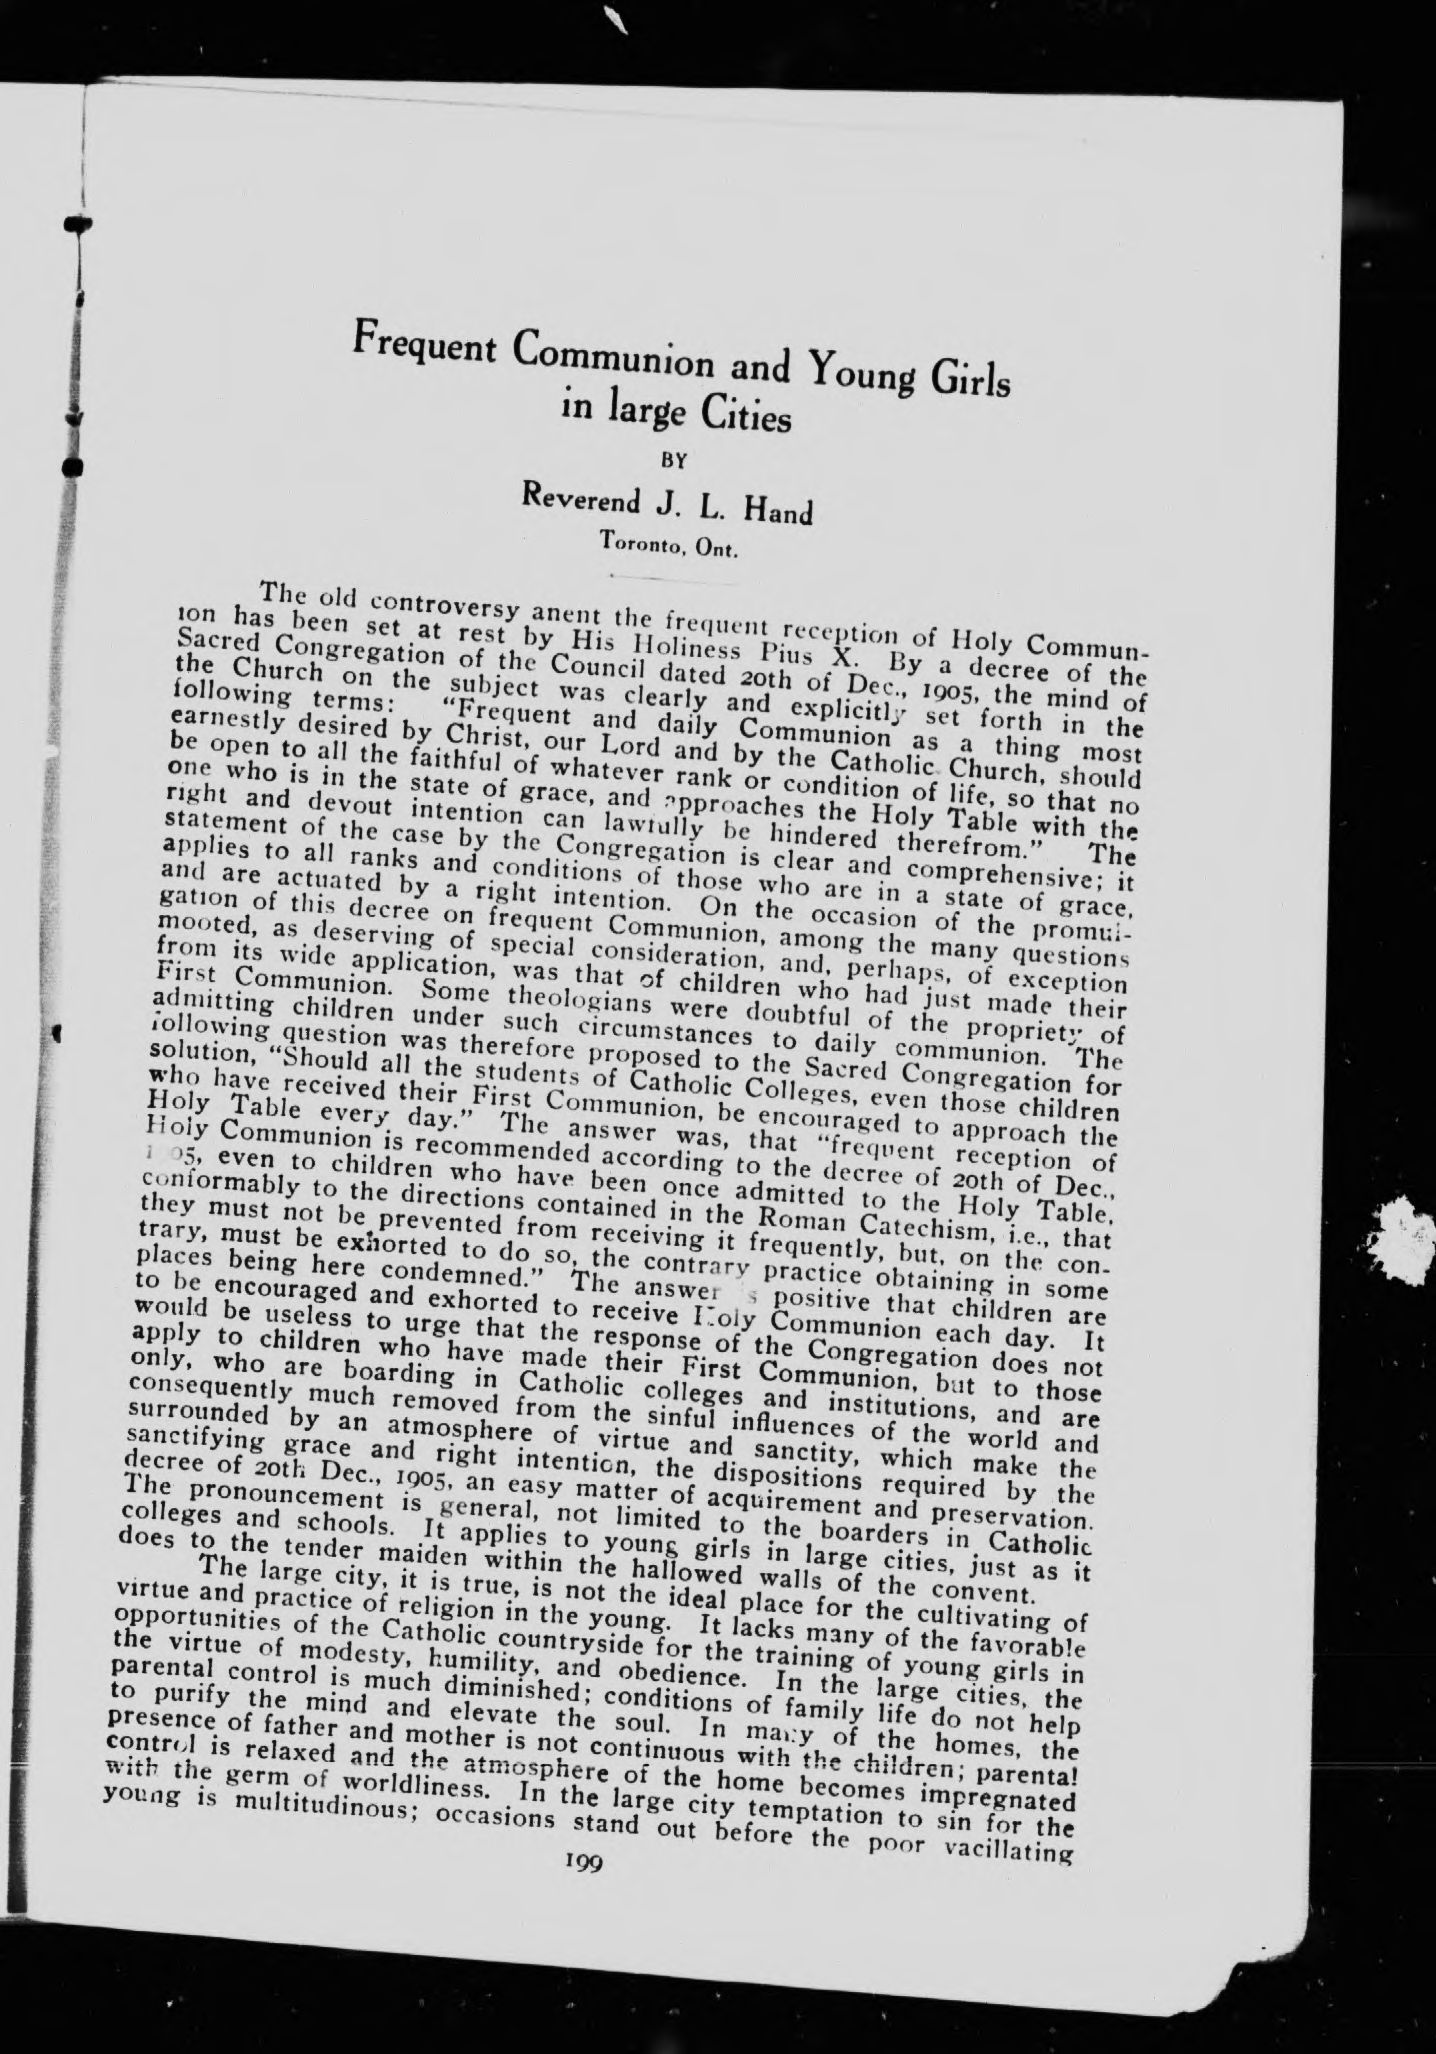 Frequent Communion and Young Girls
in large Cities
BY
Reverend J. L. Hand
Toronto, Ont.
The old controversy anent the frequent reception of Holy Commun-
ion has been set at rest by His Holiness Pius X. By a decree of the
Sacred Congregation of the Council dated 20th of Dec., 1905, the mind of
the Church on the subject was clearly and explicitly set forth in the
following terms: “Frequent and daily Communion as a thing most
earnestly desired by Christ, our Lord and by the Catholic Church, should
be open to all the faithful of whatever rank or condition of life, so that no
one who is in the state of grace, and approaches the Holy Table with the
right and devout intention can lawfully be hindered therefrom.” The
statement of the case by the Congregation is clear and comprehensive; it
applies to all ranks and conditions of those who are in a state of grace,
and are actuated by a right intention. On the occasion of the promul-
gation of this decree on frequent Communion, among the many questions
mooted, as deserving of special consideration, and, perhaps, of exception
from its wide application, was that of children who had just made their
First Communion. Some theologians were doubtful of the propriety of
admitting children under such circumstances to daily communion. The
following question was therefore proposed to the Sacred Congregation for
solution, “Should all the students of Catholic Colleges, even those children
who have received their First Communion, be encouraged to approach the
Holy Table every day.” The answer was, that “frequent reception of
Holy Communion is recommended according to the decree of 20th of Dec.,
1905, even to children who have been once admitted to the Holy Table,
conformably to the directions contained in the Roman Catechism, i.e., that
they must not be prevented from receiving it frequently, but, on the con-
trary, must be exhorted to do so, the contrary practice obtaining in some
places being here condemned.” The answer is positive that children are
to be encouraged and exhorted to receive Holy Communion each day. It
would be useless to urge that the response of the Congregation does not
apply to children who have made their First Communion, but to those
only, who are boarding in Catholic colleges and institutions, and are
consequently much removed from the sinful influences of the world and
surrounded by an atmosphere of virtue and sanctity, which make the
sanctifying grace and right intention, the dispositions required by the
decree of 20th Dec., 1905, an easy matter of acquirement and preservation.
The pronouncement is general, not limited to the boarders in Catholic
colleges and schools. It applies to young girls in large cities, just as it
does to the tender maiden within the hallowed walls of the convent.
The large city, it is true, is not the ideal place for the cultivating of
virtue and practice of religion in the young. It lacks many of the favorable
opportunities of the Catholic countryside for the training of young girls in
the virtue of modesty, humility, and obedience. In the large cities, the
parental control is much diminished; conditions of family life do not help
to purify the mind and elevate the soul. In many of the homes, the
presence of father and mother is not continuous with the children; parental
control is relaxed and the atmosphere of the home becomes impregnated
with the germ of worldliness. In the large city temptation to sin for the
young is multitudinous; occasions stand out before the poor vacillating
199